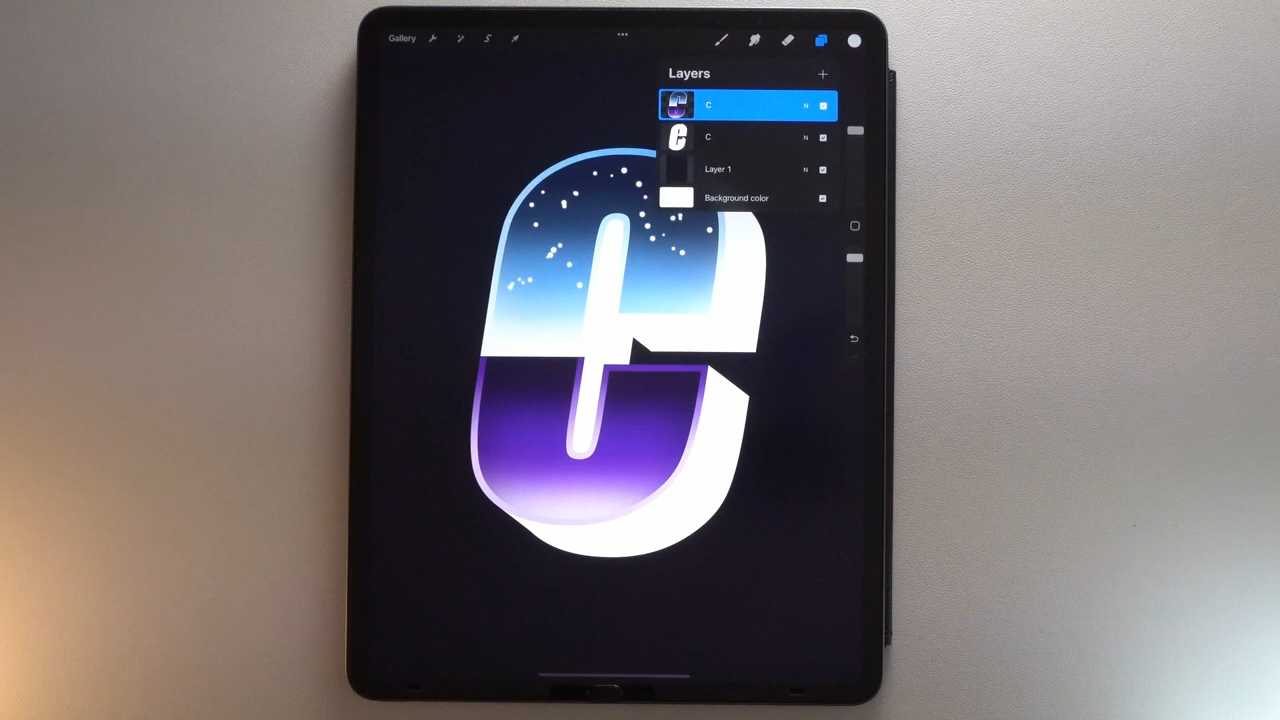 Gallery
Layers
C N
C N
Layer 1 N
Background color
C